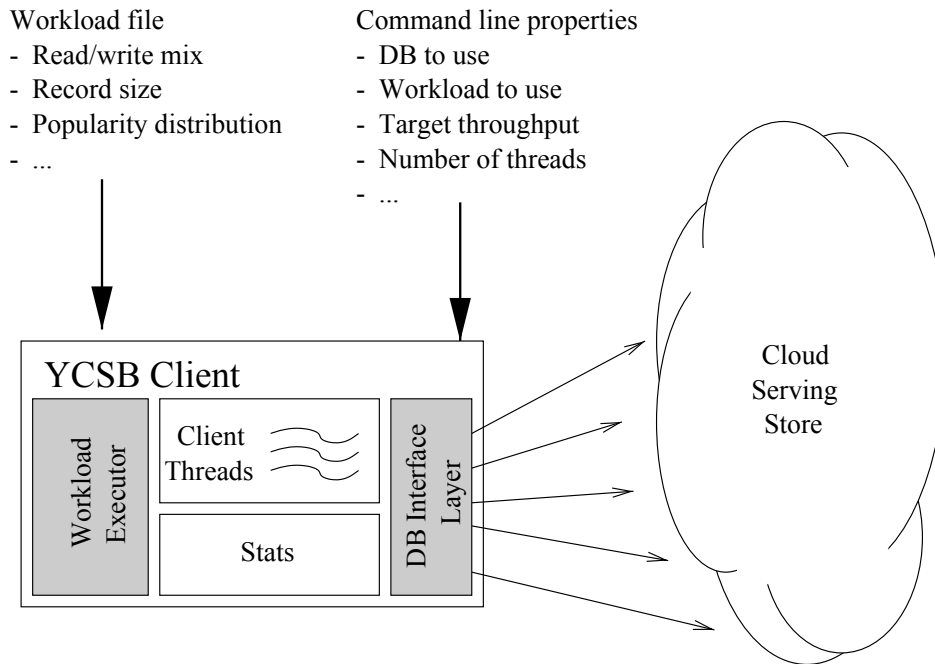 Workload file
- Read/write mix
- Record size
- Popularity distribution
- ...
Command line properties
- DB to use
- Workload to use
- Target throughput
- Number of threads
- ...
YCSB Client
Workload
Executor
Client
Threads
Stats
DB Interface
Layer
Cloud
Serving
Store